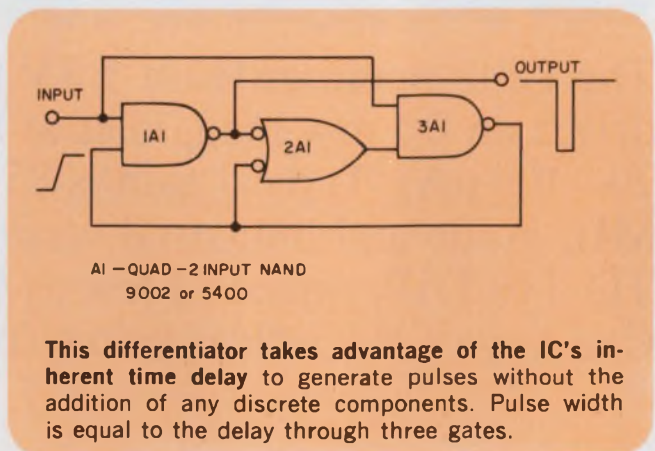 INPUT
OUTPUT
1A1
2A1
3A1
A1 — QUAD — 2 INPUT NAND
9002 or 5400
This differentiator takes advantage of the IC's in-
herent time delay to generate pulses without the
addition of any discrete components. Pulse width
is equal to the delay through three gates.